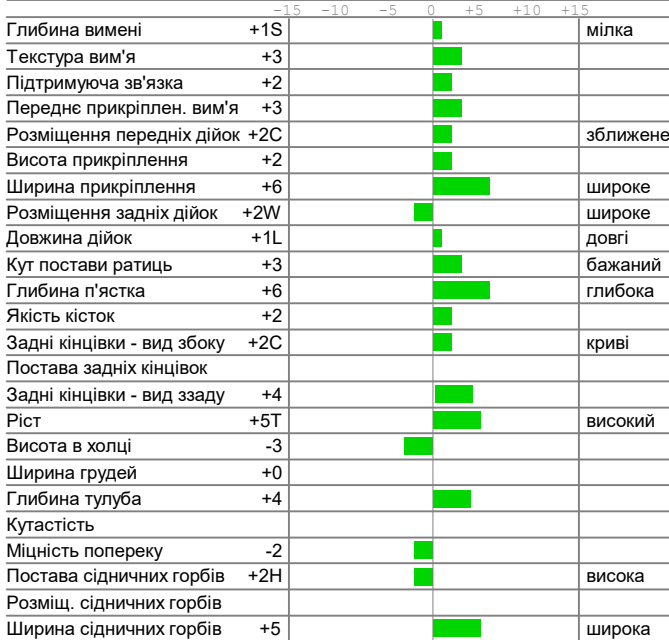 -15 -10 -5 0 +5 +10 +15
Глибина вимені +1S мілка
Текстура вим'я +3
Підтримуюча зв'язка +2
Переднє прикріплен. вим'я +3
Розміщення передніх дійок +2C зближене
Висота прикріплення +2
Ширина прикріплення +6 широке
Розміщення задніх дійок +2W широке
Довжина дійок +1L довгі
Кут постави ратиць +3 бажаний
Глибина п'ястка +6 глибока
Якість кісток +2
Задні кінцівки - вид збоку +2C криві
Постава задніх кінцівок
Задні кінцівки - вид ззаду +4
Ріст +5T високий
Висота в холці -3
Ширина грудей +0
Глибина тулуба +4
Кутастість
Міцність попереку -2
Постава сідничних горбів +2H висока
Розміщ. сідничних горбів
Ширина сідничних горбів +5 широка